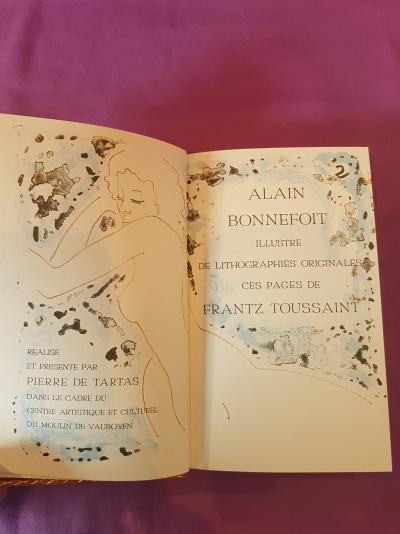 REALISE
ET PRESENTE PAR
PIERRE DE TARTAS
DANS LE CADRE DU
CENTRE ARTISTIQUE ET CULTUREL
DU MOULIN DE VAUBOYEN
ALAIN
BONNEFOIT
ILLUSTRE
DE LITHOGRAPHIES ORIGINALES
CES PAGES DE
FRANTZ TOUSSAINT